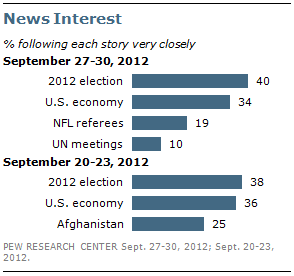 News Interest
% following each story very closely
September 27-30, 2012
2012 election 40
U.S. economy 34
NFL referees 19
UN meetings 10
September 20-23, 2012
2012 election 38
U.S. economy 36
Afghanistan 25
PEW RESEARCH CENTER Sept. 27-30, 2012; Sept. 20-23,
2012.